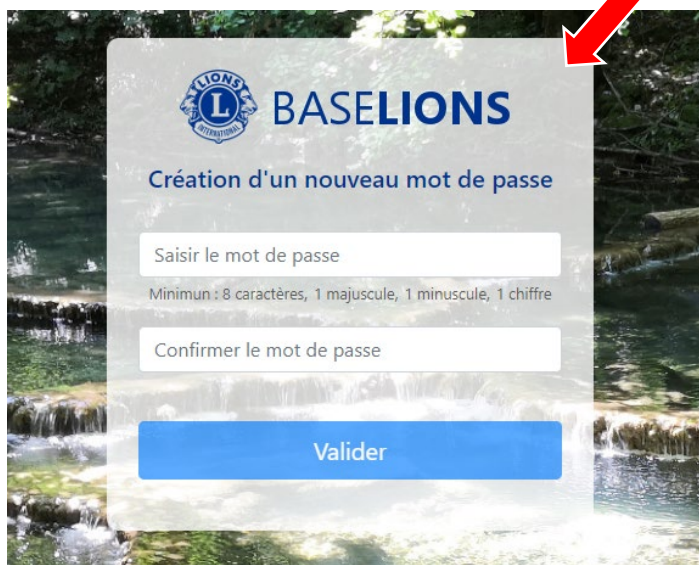 LIONS
L
INTERNATIONAL
BASELIONS
Création d'un nouveau mot de passe
Saisir le mot de passe
Minimun : 8 caractères, 1 majuscule, 1 minuscule, 1 chiffre
Confirmer le mot de passe
Valider